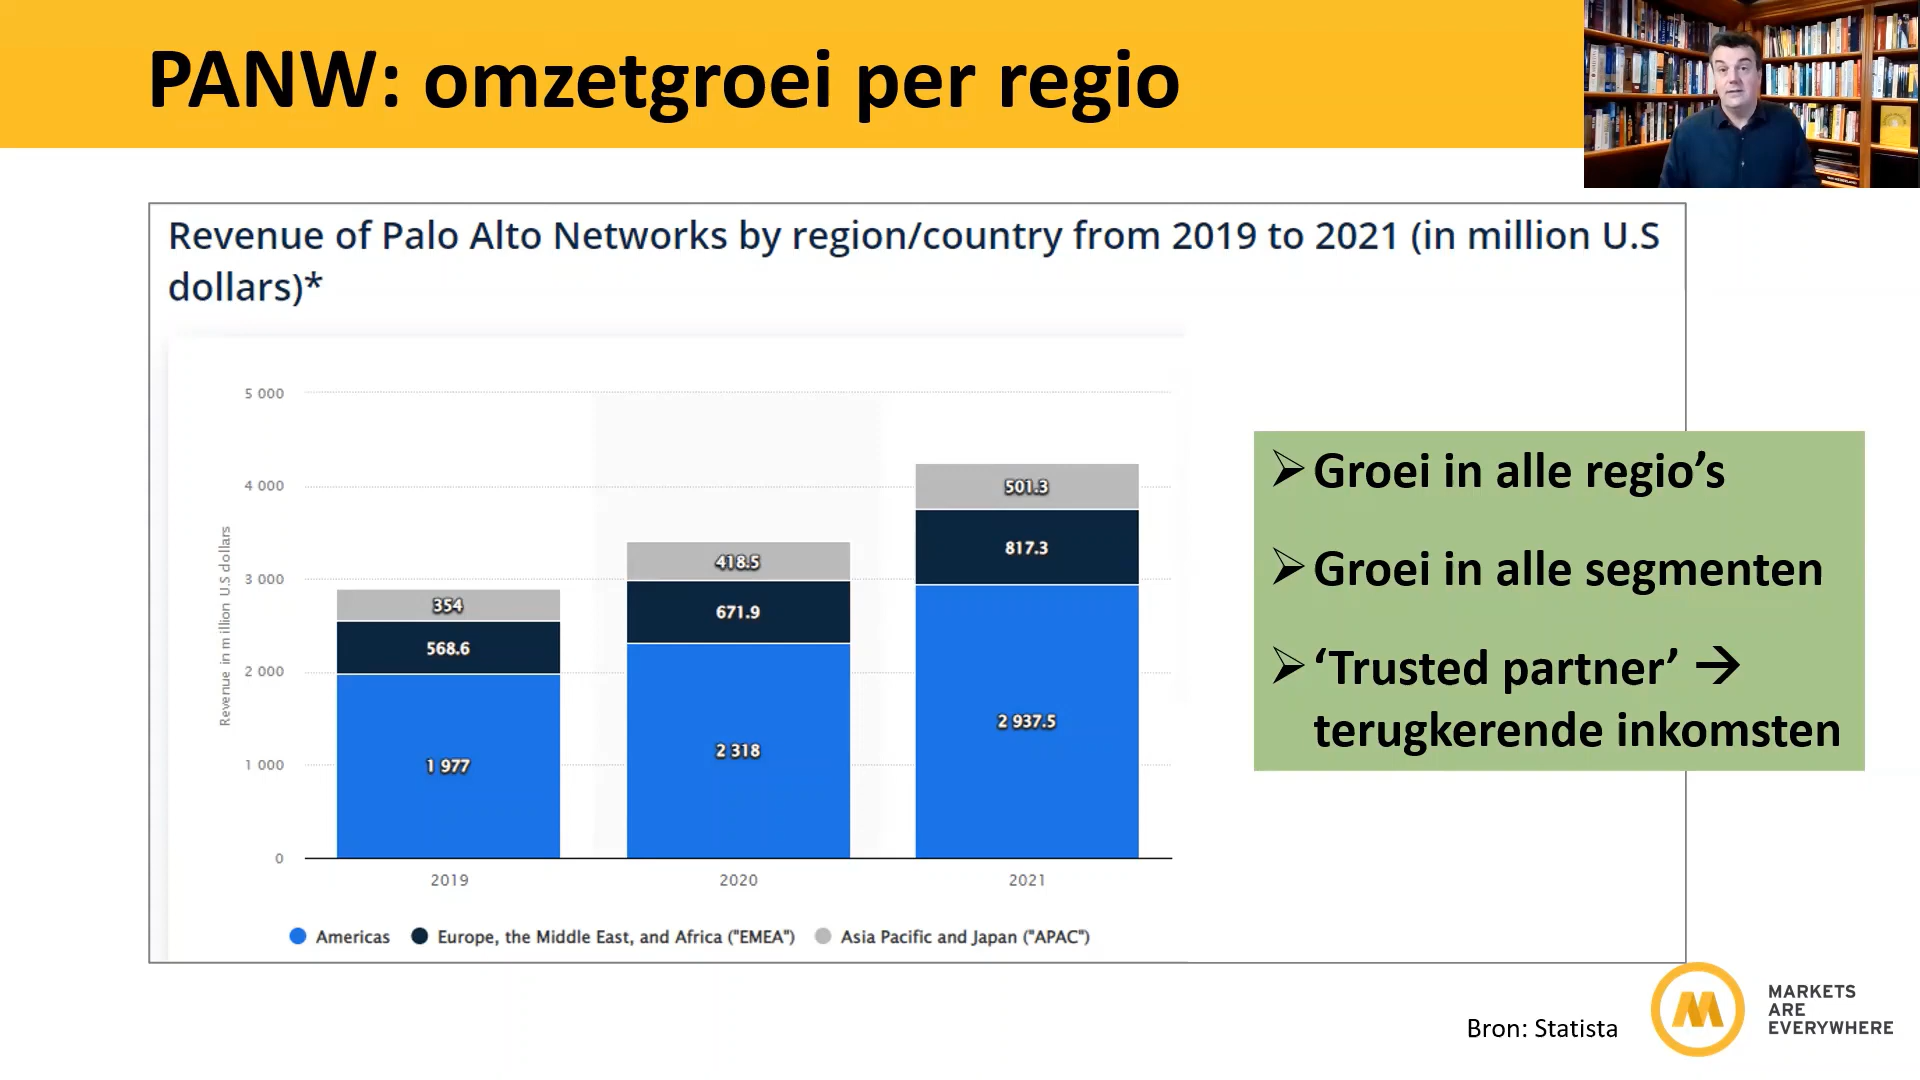 PANW: omzetgroei per regio
Revenue of Palo Alto Networks by region/country from 2019 to 2021 (in million U.S
dollars)*
Revenue in million U.S dollars
5 000
4 000
3 000
2 000
1 000
0
354
568.6
1 977
418.5
671.9
2 318
501.3
817.3
2 937.5
2019
2020
2021
Americas
Europe, the Middle East, and Africa ("EMEA")
Asia Pacific and Japan ("APAC")
➢ Groei in alle regio’s
➢ Groei in alle segmenten
➢ ‘Trusted partner’ →
terugkerende inkomsten
Bron: Statista
MARKETS
ARE
EVERYWHERE